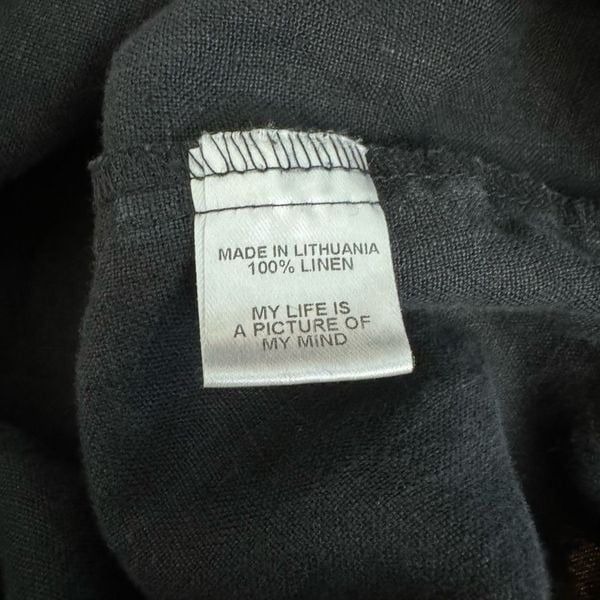 MADE IN LITHUANIA
100% LINEN
MY LIFE IS
A PICTURE OF
MY MIND